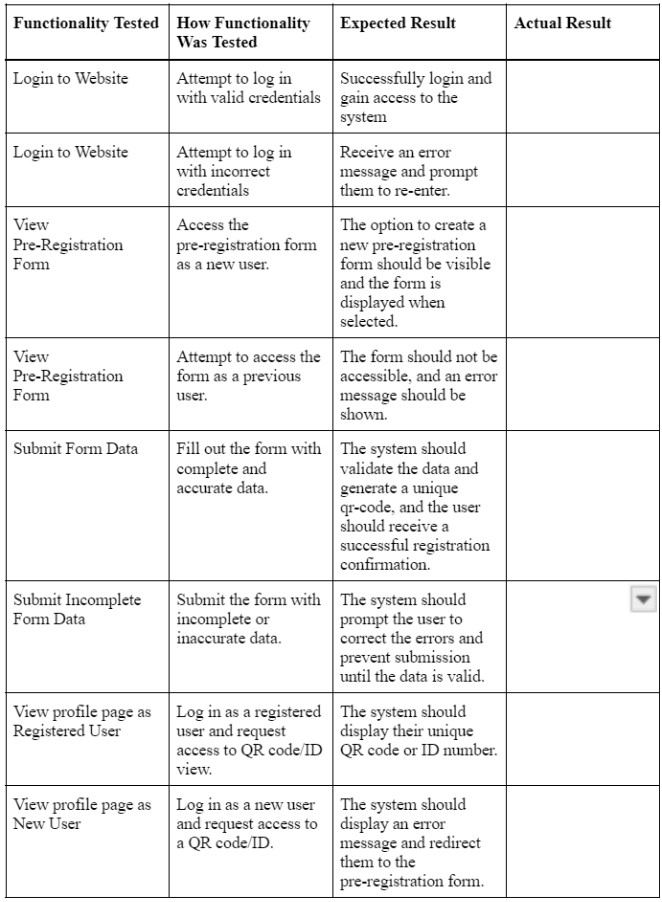 Functionality Tested
How Functionality
Was Tested
Expected Result
Actual Result
Login to Website
Attempt to log in
with valid credentials
Successfully login and
gain access to the
system
Login to Website
Attempt to log in
with incorrect
credentials
Receive an error
message and prompt
them to re-enter.
View
Pre-Registration
Form
Access the
pre-registration form
as a new user.
The option to create a
new pre-registration
form should be visible
and the form is
displayed when
selected.
View
Pre-Registration
Form
Attempt to access the
form as a previous
user.
The form should not be
accessible, and an error
message should be
shown.
Submit Form Data
Fill out the form with
complete and
accurate data.
The system should
validate the data and
generate a unique
qr-code, and the user
should receive a
successful registration
confirmation.
Submit Incomplete
Form Data
Submit the form with
incomplete or
inaccurate data.
The system should
prompt the user to
correct the errors and
prevent submission
until the data is valid.
View profile page as
Registered User
Log in as a registered
user and request
access to QR code/ID
view.
The system should
display their unique
QR code or ID number.
View profile page as
New User
Log in as a new user
and request access to
a QR code/ID.
The system should
display an error
message and redirect
them to the
pre-registration form.